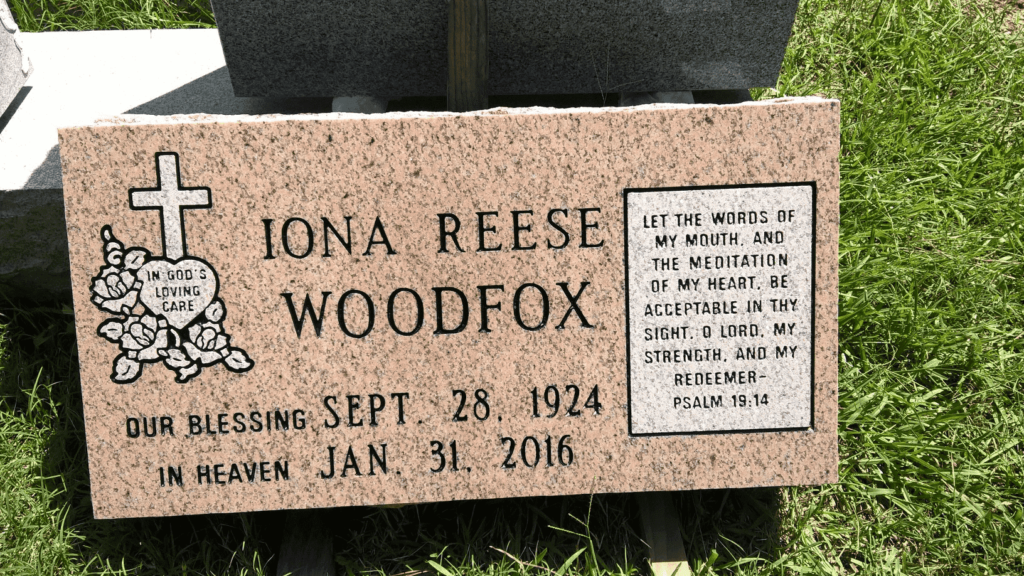 IN GOD'S
LOVING
CARE
IONA REESE
WOODFOX
OUR BLESSING SEPT. 28, 1924
IN HEAVEN JAN. 31, 2016
LET THE WORDS OF
MY MOUTH, AND
THE MEDITATION
OF MY HEART, BE
ACCEPTABLE IN THY
SIGHT, O LORD, MY
STRENGTH, AND MY
REDEEMER-
PSALM 19:14